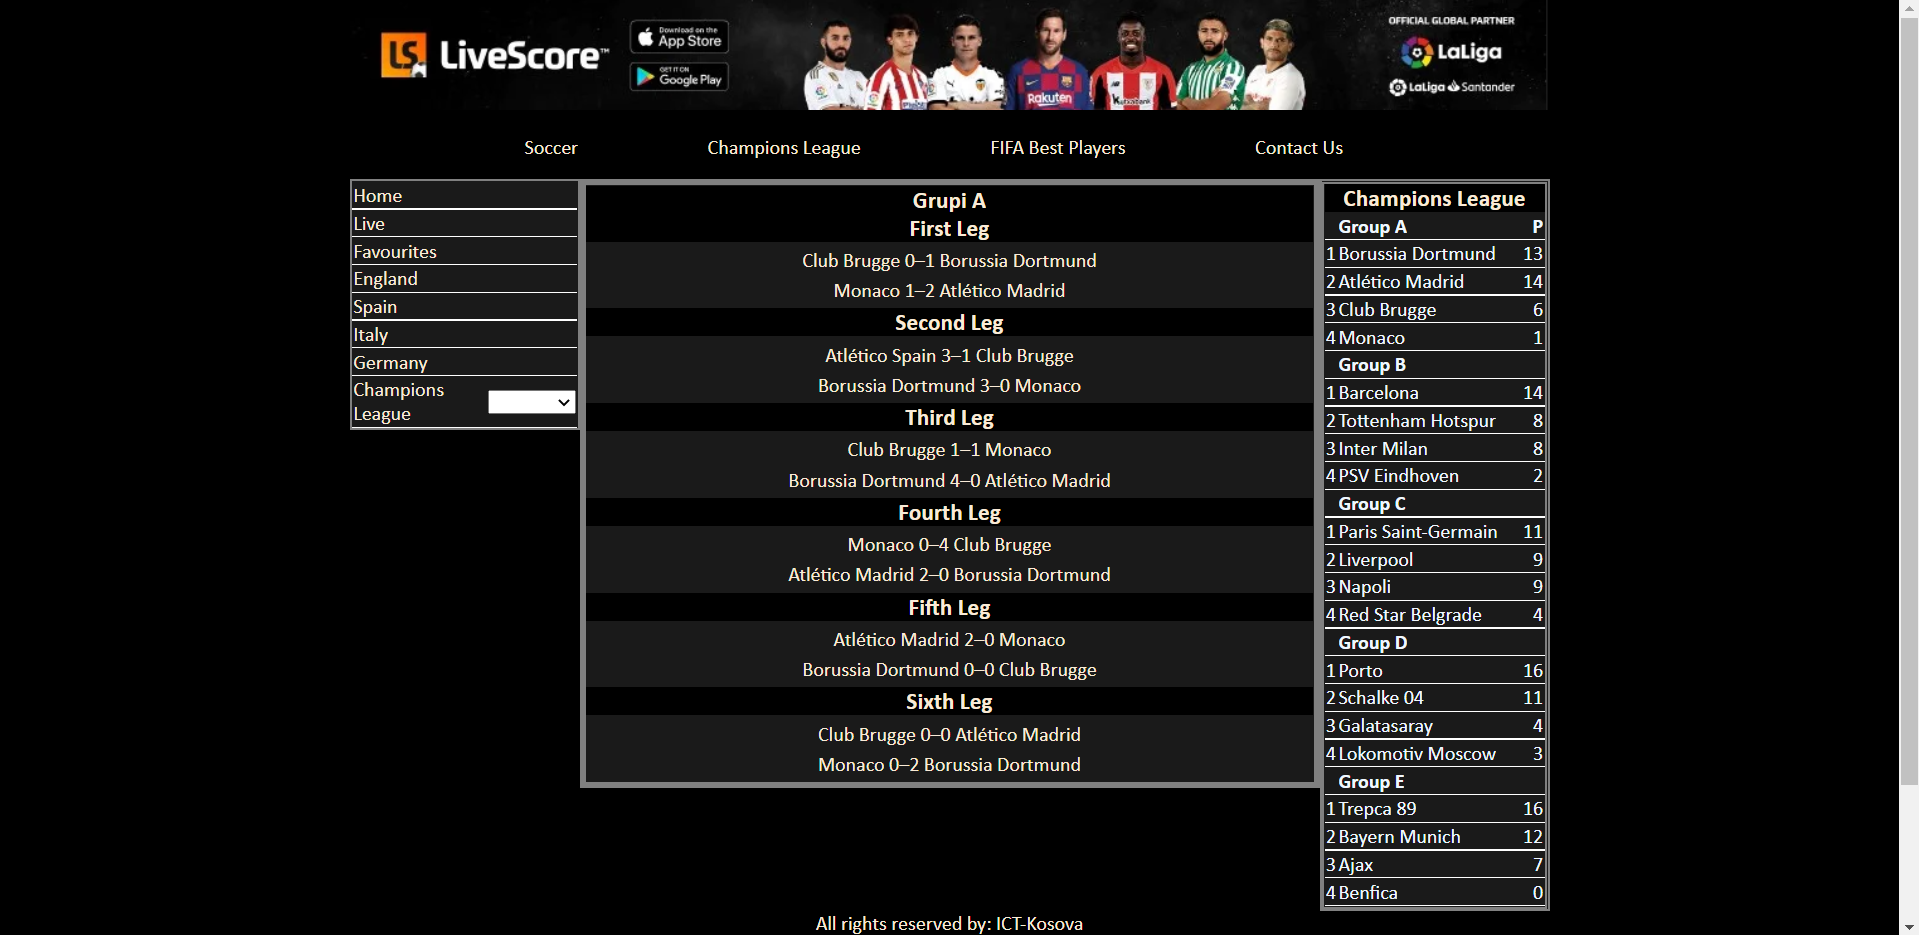 LS LiveScore™
Download on the
App Store
GET IT ON
Google Play
Rakuten
Kutxabank
OFFICIAL GLOBAL PARTNER
LaLiga
LaLiga Santander
Soccer Champions League FIFA Best Players Contact Us
Home
Live
Favourites
England
Spain
Italy
Germany
Champions
League
Grupi A
First Leg
Club Brugge 0–1 Borussia Dortmund
Monaco 1–2 Atlético Madrid
Second Leg
Atlético Spain 3–1 Club Brugge
Borussia Dortmund 3–0 Monaco
Third Leg
Club Brugge 1–1 Monaco
Borussia Dortmund 4–0 Atlético Madrid
Fourth Leg
Monaco 0–4 Club Brugge
Atlético Madrid 2–0 Borussia Dortmund
Fifth Leg
Atlético Madrid 2–0 Monaco
Borussia Dortmund 0–0 Club Brugge
Sixth Leg
Club Brugge 0–0 Atlético Madrid
Monaco 0–2 Borussia Dortmund
Champions League
Group A P
1 Borussia Dortmund 13
2 Atlético Madrid 14
3 Club Brugge 6
4 Monaco 1
Group B
1 Barcelona 14
2 Tottenham Hotspur 8
3 Inter Milan 8
4 PSV Eindhoven 2
Group C
1 Paris Saint-Germain 11
2 Liverpool 9
3 Napoli 9
4 Red Star Belgrade 4
Group D
1 Porto 16
2 Schalke 04 11
3 Galatasaray 4
4 Lokomotiv Moscow 3
Group E
1 Trepca 89 16
2 Bayern Munich 12
3 Ajax 7
4 Benfica 0
All rights reserved by: ICT-Kosova